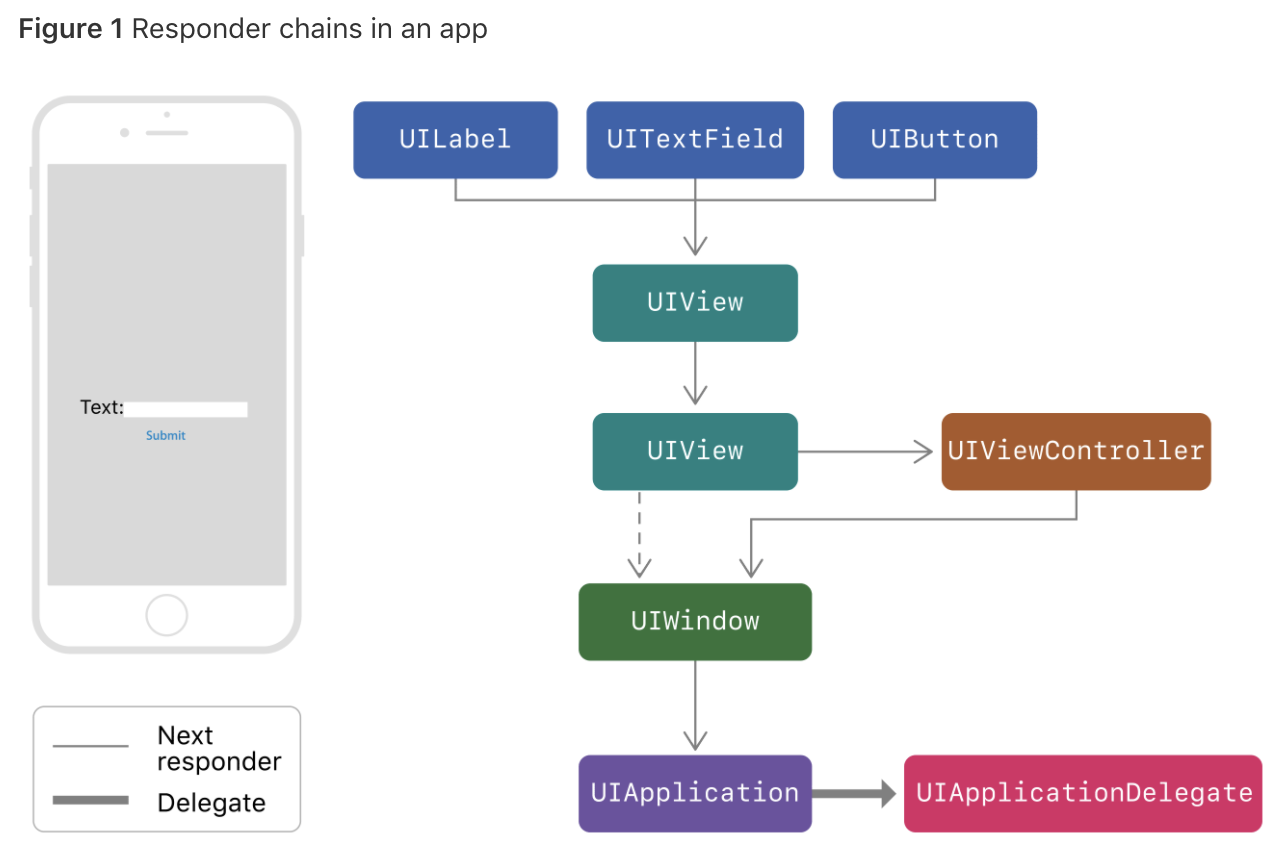 Figure 1 Responder chains in an app
UILabel
UITextField
UIButton
UIView
UIView
UIViewController
Text:
Submit
UIWindow
Next
responder
Delegate
UIApplication
UIApplicationDelegate